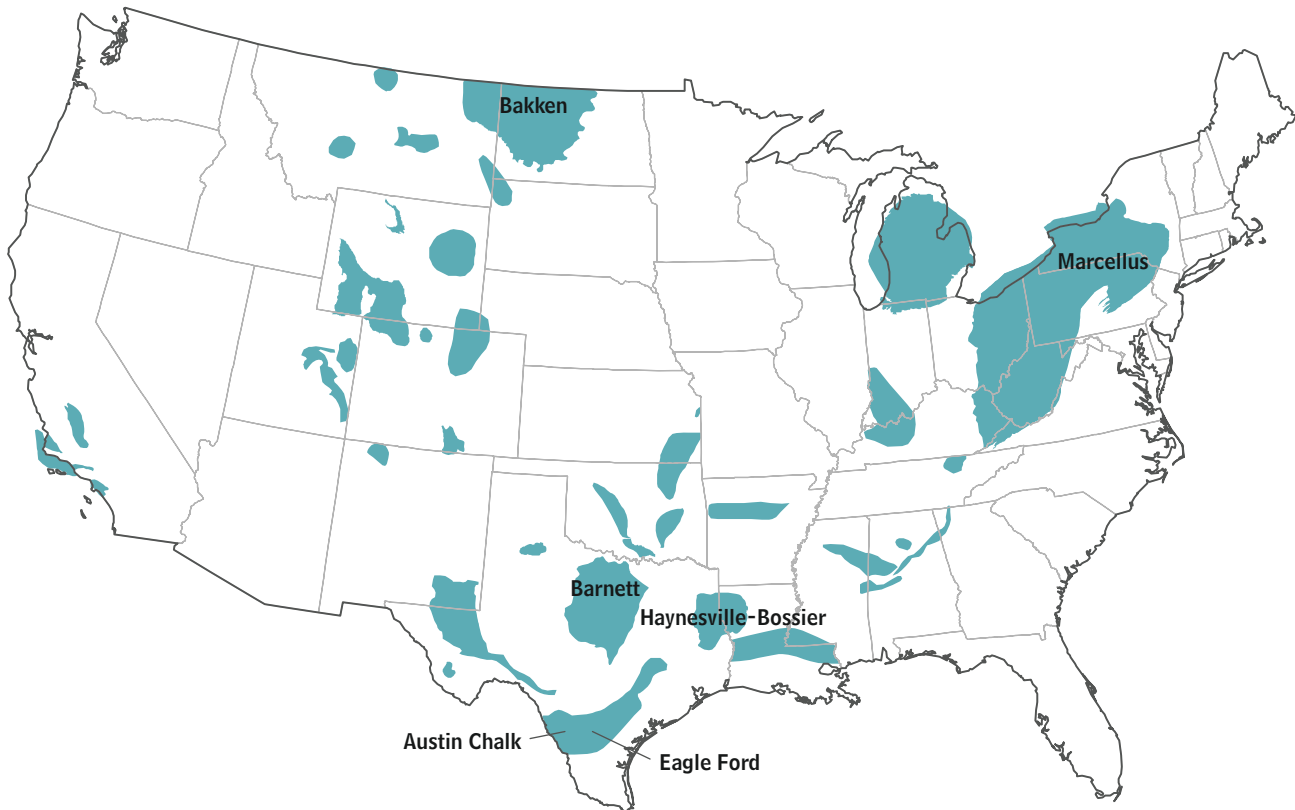 Bakken
Marcellus
Barnett
Haynesville-Bossier
Austin Chalk
Eagle Ford